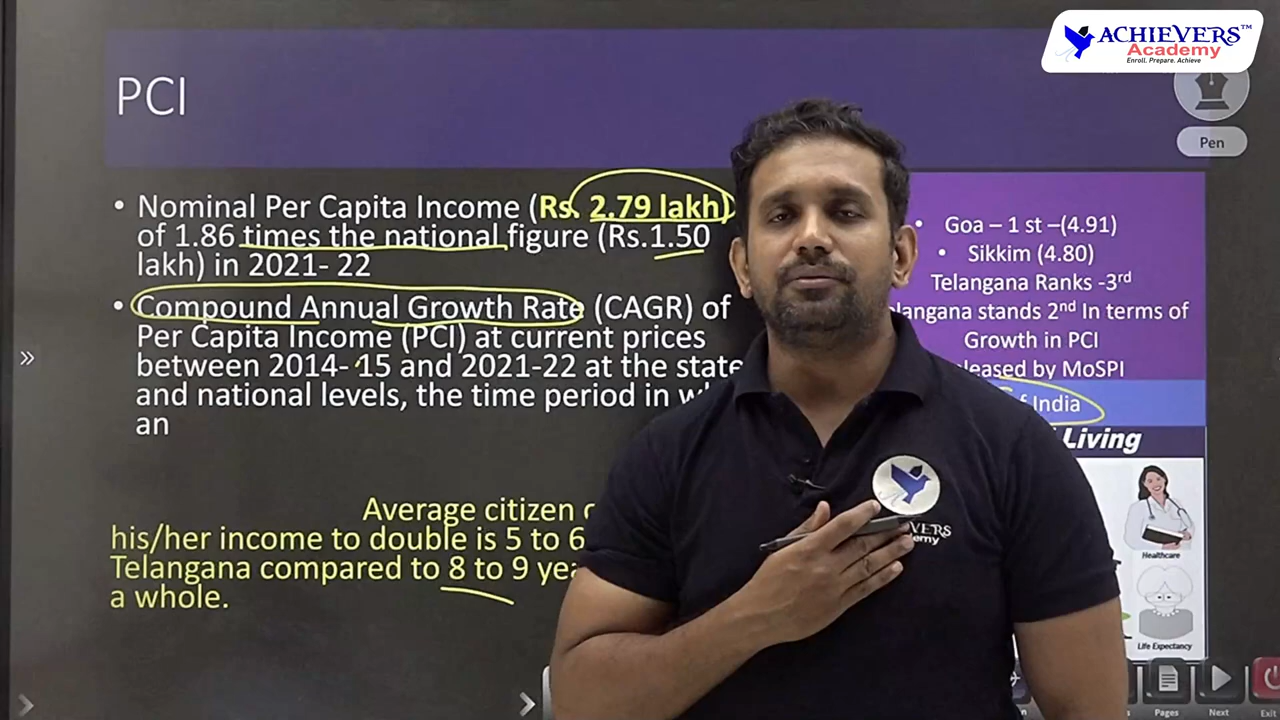 ACHIEVERS™
Academy
Enroll. Prepare. Achieve
Pen
PCI
• Nominal Per Capita Income (Rs. 2.79 lakh)
of 1.86 times the national figure (Rs.1.50
lakh) in 2021- 22
• Compound Annual Growth Rate (CAGR) of
Per Capita Income (PCI) at current prices
between 2014- 15 and 2021-22 at the state
and national levels, the time period in
an
Average citizen
his/her income to double is 5 to 6
Telangana compared to 8 to 9
a whole.
• Goa – 1 st –(4.91)
• Sikkim (4.80)
Telangana Ranks -3rd
stands 2nd In terms of
Growth in PCI
by MoSPI
India
Living
Healthcare
Life Expectancy
Pages
Next
Exit